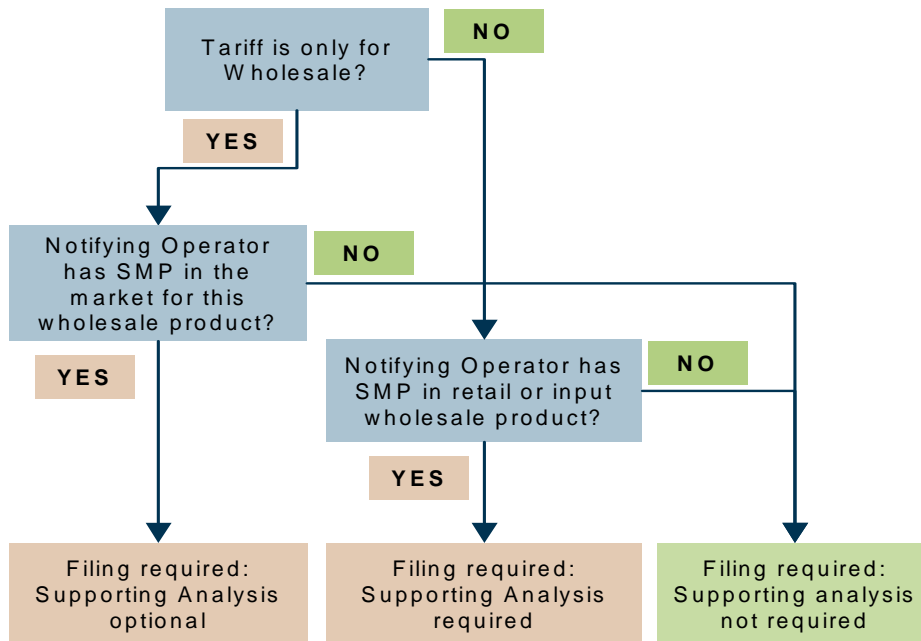 Tariff is only for
Wholesale?
NO
YES
Notifying Operator
has SMP in the
market for this
wholesale product?
NO
YES
Notifying Operator has
SMP in retail or input
wholesale product?
NO
YES
Filing required:
Supporting Analysis
optional
Filing required:
Supporting Analysis
required
Filing required:
Supporting analysis
not required